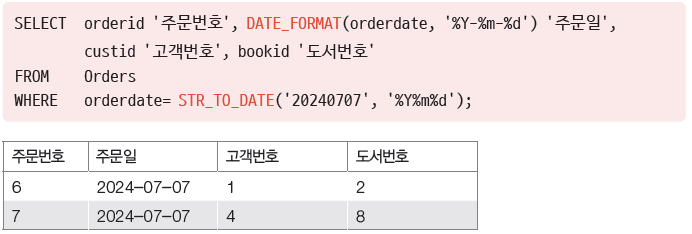 SELECT orderid '주문번호', DATE_FORMAT(orderdate, '%Y-%m-%d') '주문일',
custid '고객번호', bookid '도서번호'
FROM Orders
WHERE orderdate= STR_TO_DATE('20240707', '%Y%m%d');
주문번호 주문일 고객번호 도서번호
6 2024–07–07 1 2
7 2024–07–07 4 8